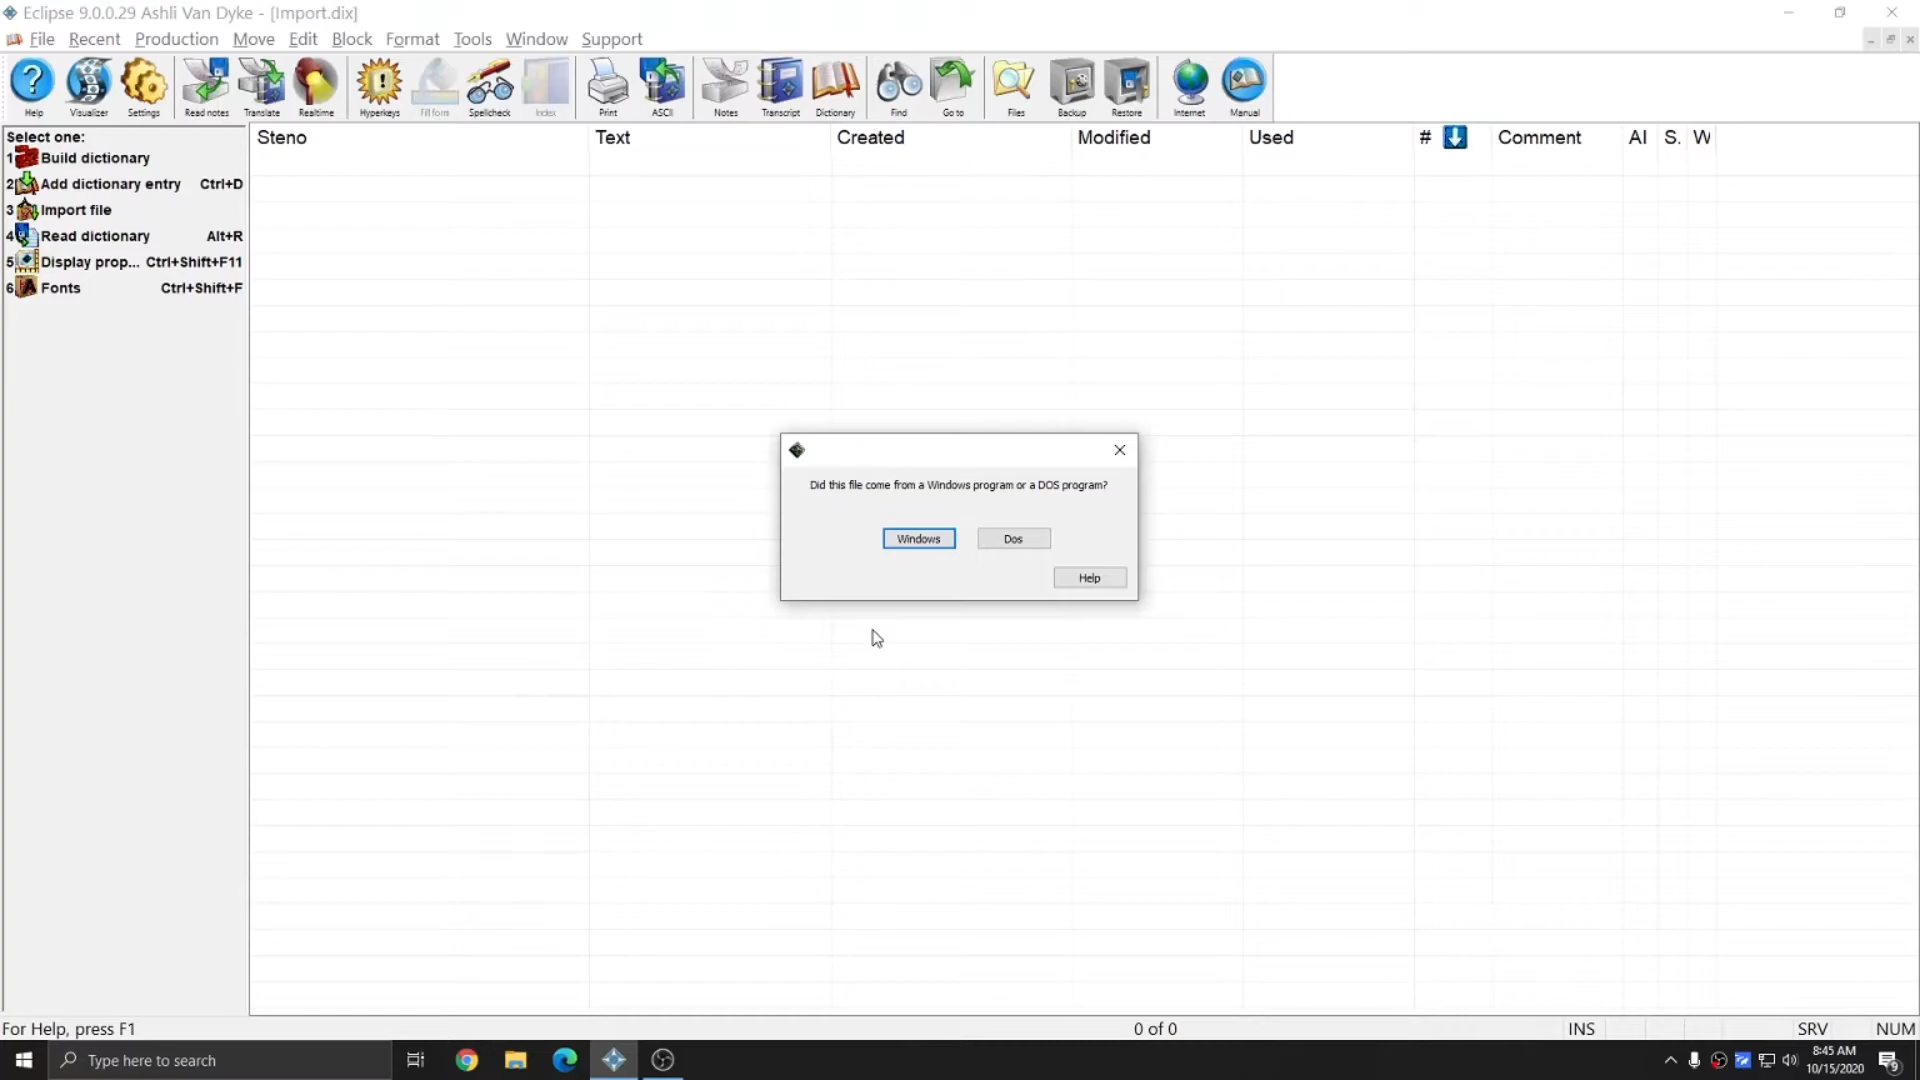 Eclipse 9.0.0.29 Ashli Van Dyke - [Import.dix]
File Recent Production Move Edit Block Format Tools Window Support
Help Visualizer Settings Read notes Translate Realtime Hyperkeys Fill form Spellcheck Index Print ASCII Notes Transcript Dictionary Find Go to Files Backup Restore Internet Manual
Select one:
1 Build dictionary
2 Add dictionary entry Ctrl+D
3 Import file
4 Read dictionary Alt+R
5 Display prop... Ctrl+Shift+F11
6 Fonts Ctrl+Shift+F
Steno Text Created Modified Used # Comment Al S. W
Did this file come from a Windows program or a DOS program?
Windows Dos
Help
For Help, press F1 0 of 0 INS SRV NUM
Type here to search
8:45 AM
10/15/2020
9